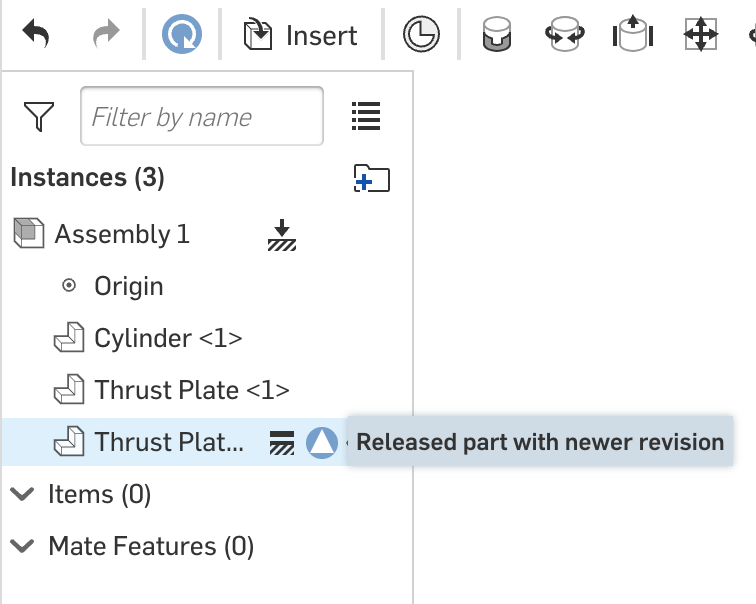 Insert
Filter by name
Instances (3)
Assembly 1
Origin
Cylinder <1>
Thrust Plate <1>
Thrust Plat...
Released part with newer revision
Items (0)
Mate Features (0)